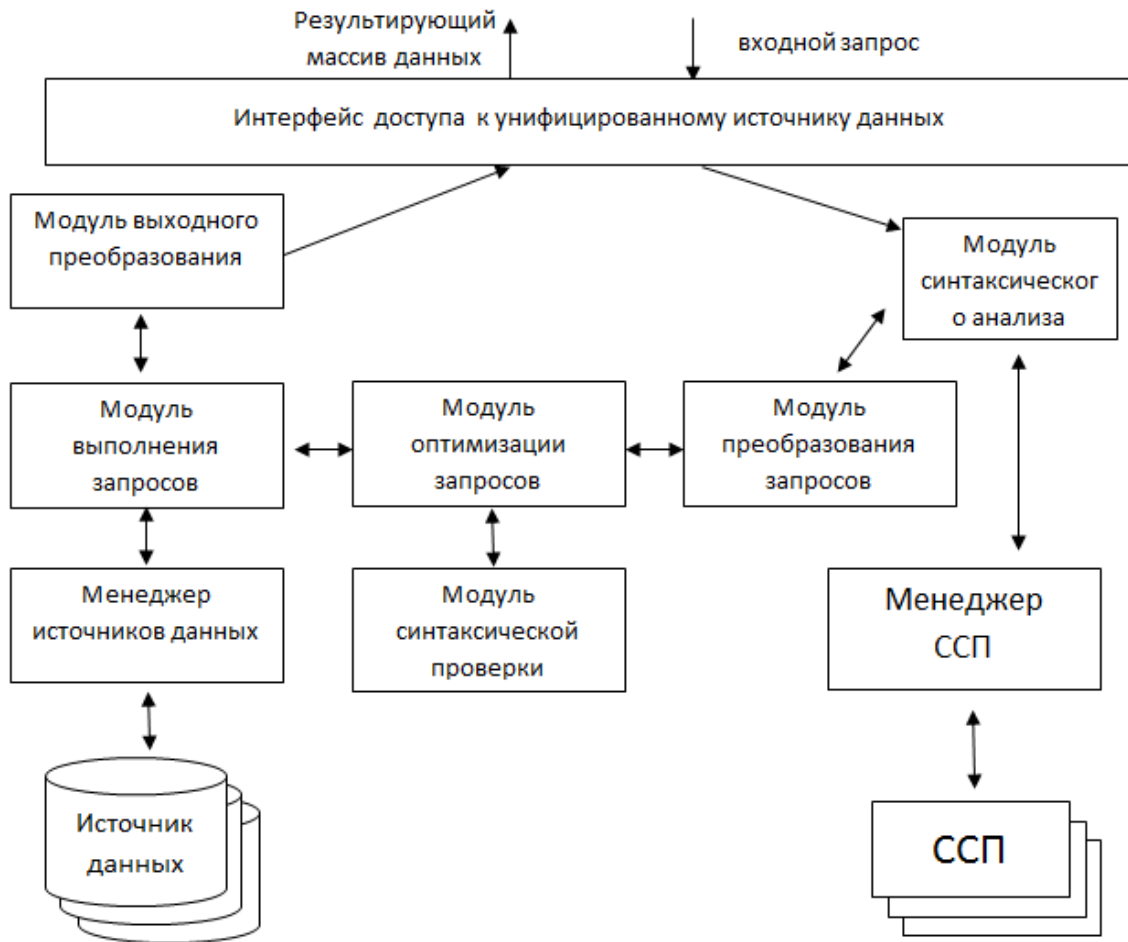 Результирующий
массив данных
входной запрос
Интерфейс доступа к унифицированному источнику данных
Модуль выходного
преобразования
Модуль
синтаксическог
о анализа
Модуль
выполнения
запросов
Модуль
оптимизации
запросов
Модуль
преобразования
запросов
Менеджер
источников данных
Модуль
синтаксической
проверки
Менеджер
ССП
Источник
данных
ССП